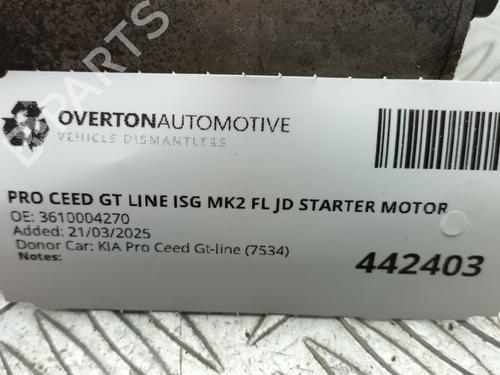 OVERTONAUTOMOTIVE
VEHICLE DISMANTLERS
PRO CEED GT LINE ISG MK2 FL JD STARTER MOTOR
OE: 3610004270
Added: 21/03/2025
Donor Car: KIA Pro Ceed Gt-line (7534)
Notes:
442403
B-PARTS